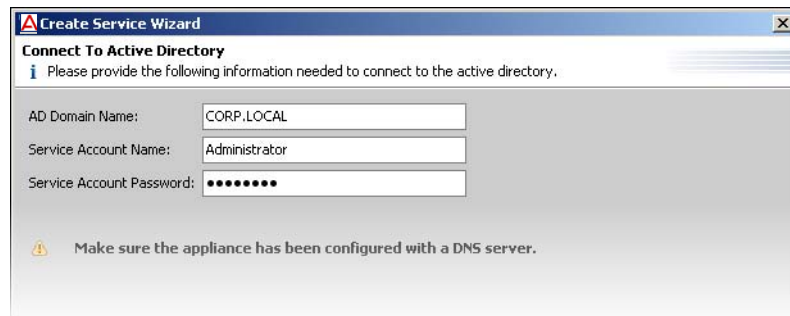 Create Service Wizard
Connect To Active Directory
Please provide the following information needed to connect to the active directory.
AD Domain Name: CORP.LOCAL
Service Account Name: Administrator
Service Account Password: ●●●●●●●●
Make sure the appliance has been configured with a DNS server.